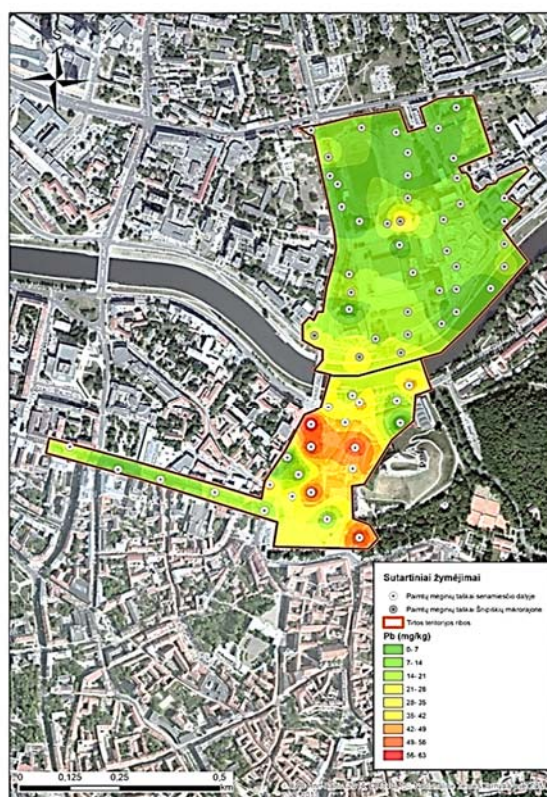 Sutartiniai žymėjimai
Paimtų mėginių taškai senamiesčio dalyje
Paimtų mėginių taškai Šnipiškių mikrorajone
Tirtos teritorijos ribos
Pb (mg/kg)
0- 7
7- 14
14- 21
21- 28
28- 35
35- 42
42- 49
49- 56
56- 63
0 0,125 0,25 0,5
km